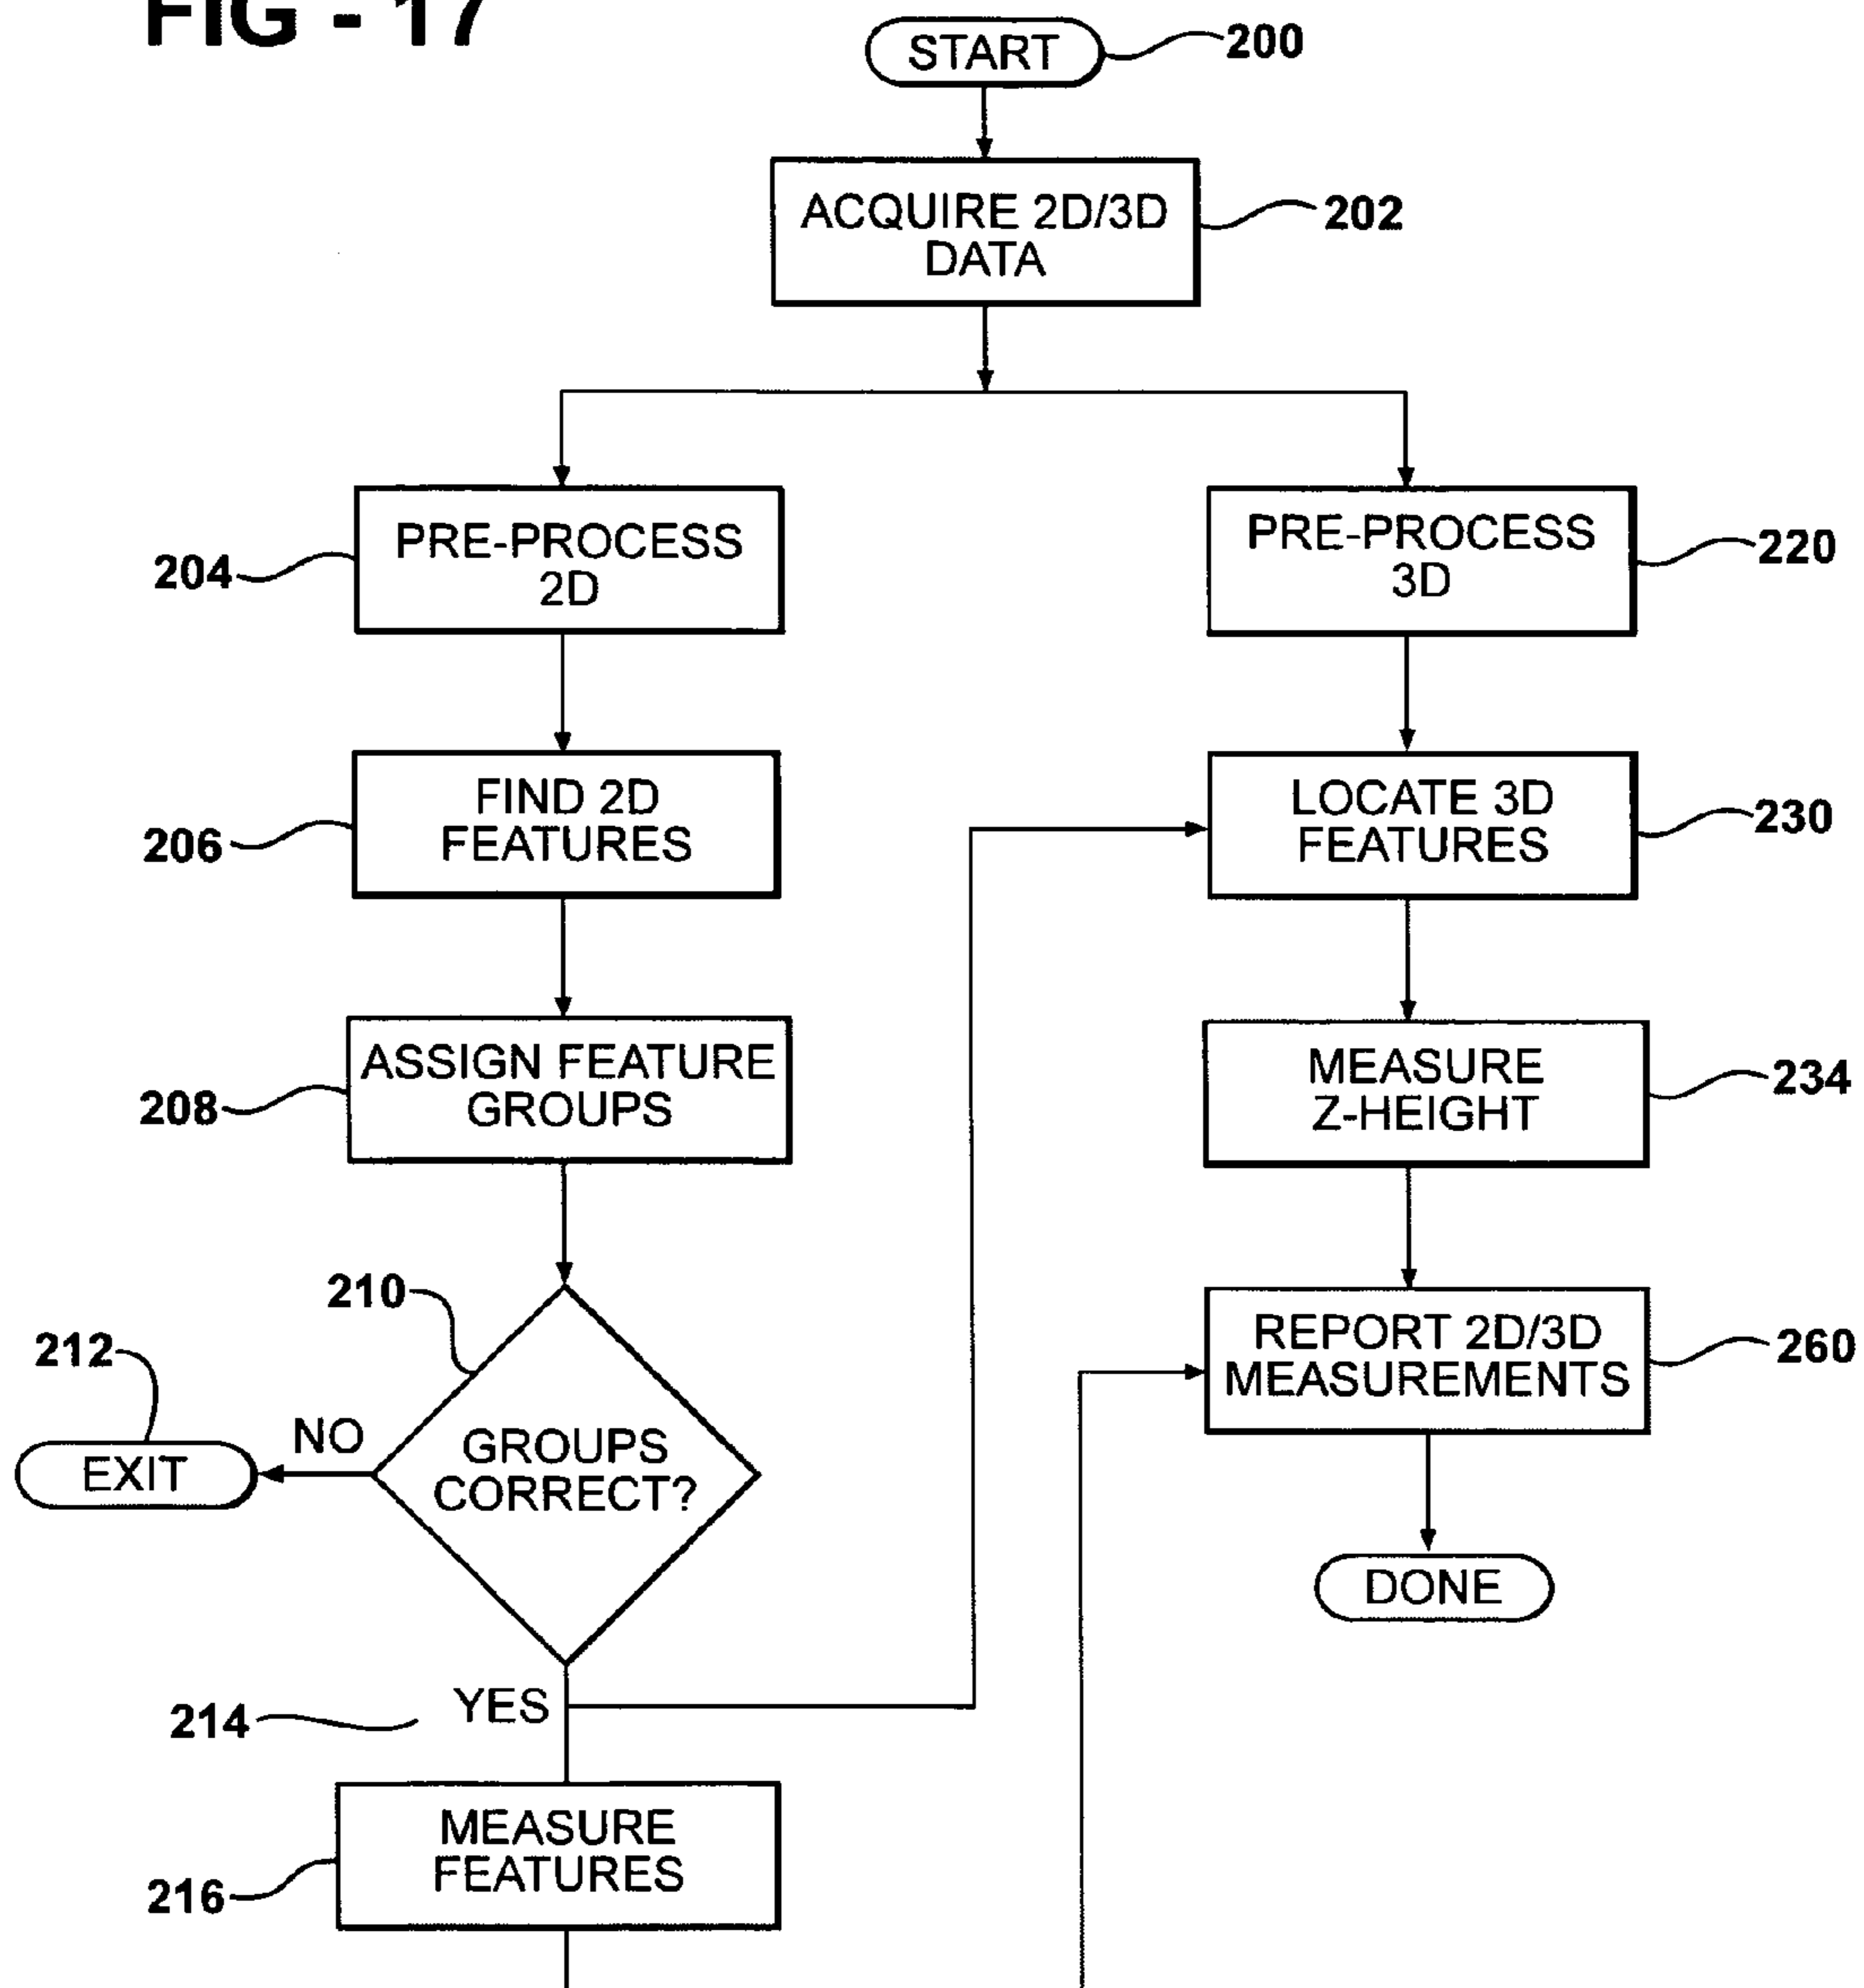 FIG - 17
START
200
ACQUIRE 2D/3D
DATA
202
PRE-PROCESS
2D
204
PRE-PROCESS
3D
220
FIND 2D
FEATURES
206
LOCATE 3D
FEATURES
230
ASSIGN FEATURE
GROUPS
208
MEASURE
Z-HEIGHT
234
210
GROUPS
CORRECT?
212
NO
EXIT
REPORT 2D/3D
MEASUREMENTS
260
DONE
YES
214
MEASURE
FEATURES
216